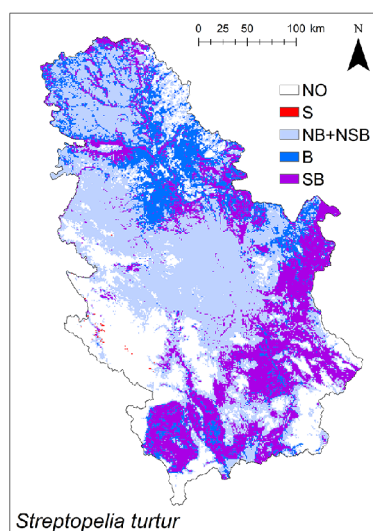 0 25 50 100 km
N
NO
S
NB+NSB
B
SB
Streptopelia turtur